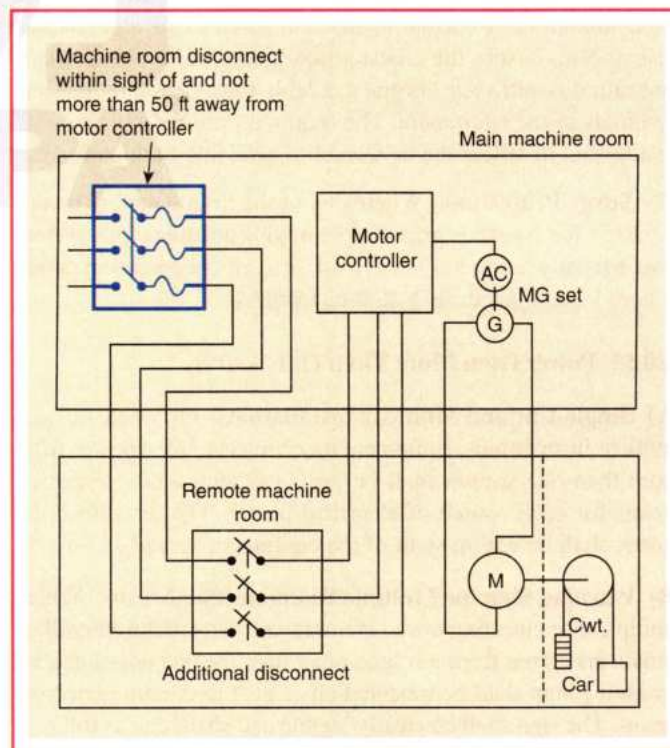 Machine room disconnect
within sight of and not
more than 50 ft away from
motor controller
Main machine room
Motor
controller
AC
MG set
G
Remote machine
room
Additional disconnect
M
Cwt.
Car